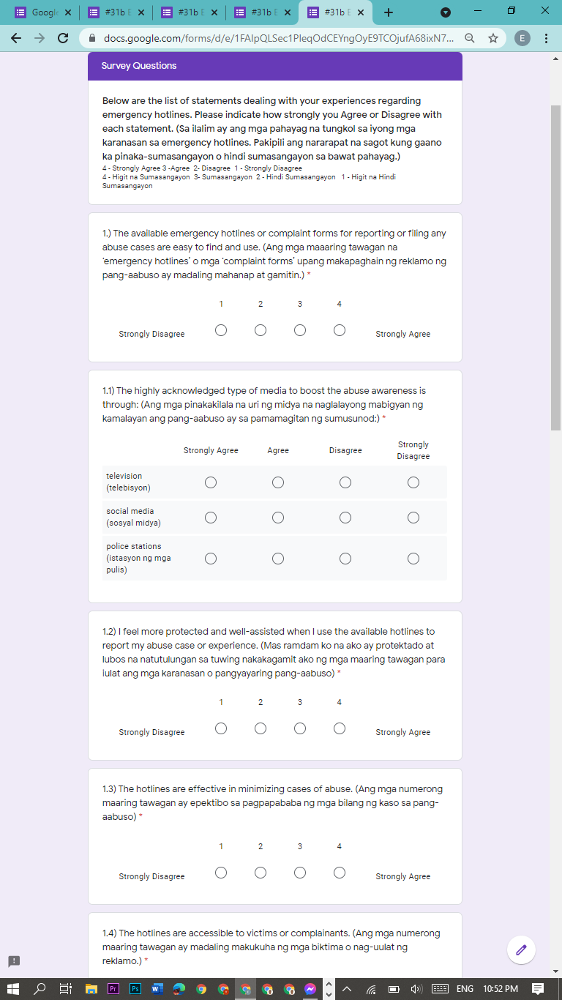 Google
#31b E
#31b E
#31b E
#31b E
docs.google.com/forms/d/e/1FAIpQLSec1PIeqOdCEYngOyE9TCOjufA68ixN7...
E
Survey Questions
Below are the list of statements dealing with your experiences regarding
emergency hotlines. Please indicate how strongly you Agree or Disagree with
each statement. (Sa ilalim ay ang mga pahayag na tungkol sa iyong mga
karanasan sa emergency hotlines. Pakipili ang nararapat na sagot kung gaano
ka pinaka-sumasangayon o hindi sumasangayon sa bawat pahayag.)
4 - Strongly Agree 3 -Agree 2- Disagree 1 - Strongly Disagree
4 - Higit na Sumasangayon 3- Sumasangayon 2 - Hindi Sumasangayon 1 - Higit na Hindi
Sumasangayon
1.) The available emergency hotlines or complaint forms for reporting or filing any
abuse cases are easy to find and use. (Ang mga maaaring tawagan na
'emergency hotlines' o mga 'complaint forms' upang makapaghain ng reklamo ng
pang-aabuso ay madaling mahanap at gamitin.) *
1 2 3 4
Strongly Disagree Strongly Agree
1.1) The highly acknowledged type of media to boost the abuse awareness is
through: (Ang mga pinakakilala na uri ng midya na naglalayong mabigyan ng
kamalayan ang pang-aabuso ay sa pamamagitan ng sumusunod:) *
Strongly Agree Agree Disagree Strongly
Disagree
television
(telebisyon)
social media
(sosyal midya)
police stations
(istasyon ng mga
pulis)
1.2) I feel more protected and well-assisted when I use the available hotlines to
report my abuse case or experience. (Mas ramdam ko na ako ay protektado at
lubos na natutulungan sa tuwing nakakagamit ako ng mga maaring tawagan para
iulat ang mga karanasan o pangyayaring pang-aabuso) *
1 2 3 4
Strongly Disagree Strongly Agree
1.3) The hotlines are effective in minimizing cases of abuse. (Ang mga numerong
maaring tawagan ay epektibo sa pagpapababa ng mga bilang ng kaso sa pang-
aabuso) *
1 2 3 4
Strongly Disagree Strongly Agree
1.4) The hotlines are accessible to victims or complainants. (Ang mga numerong
maaring tawagan ay madaling makukuha ng mga biktima o nag-uulat ng
reklamo.) *
Pr Ps W ENG 10:52 PM